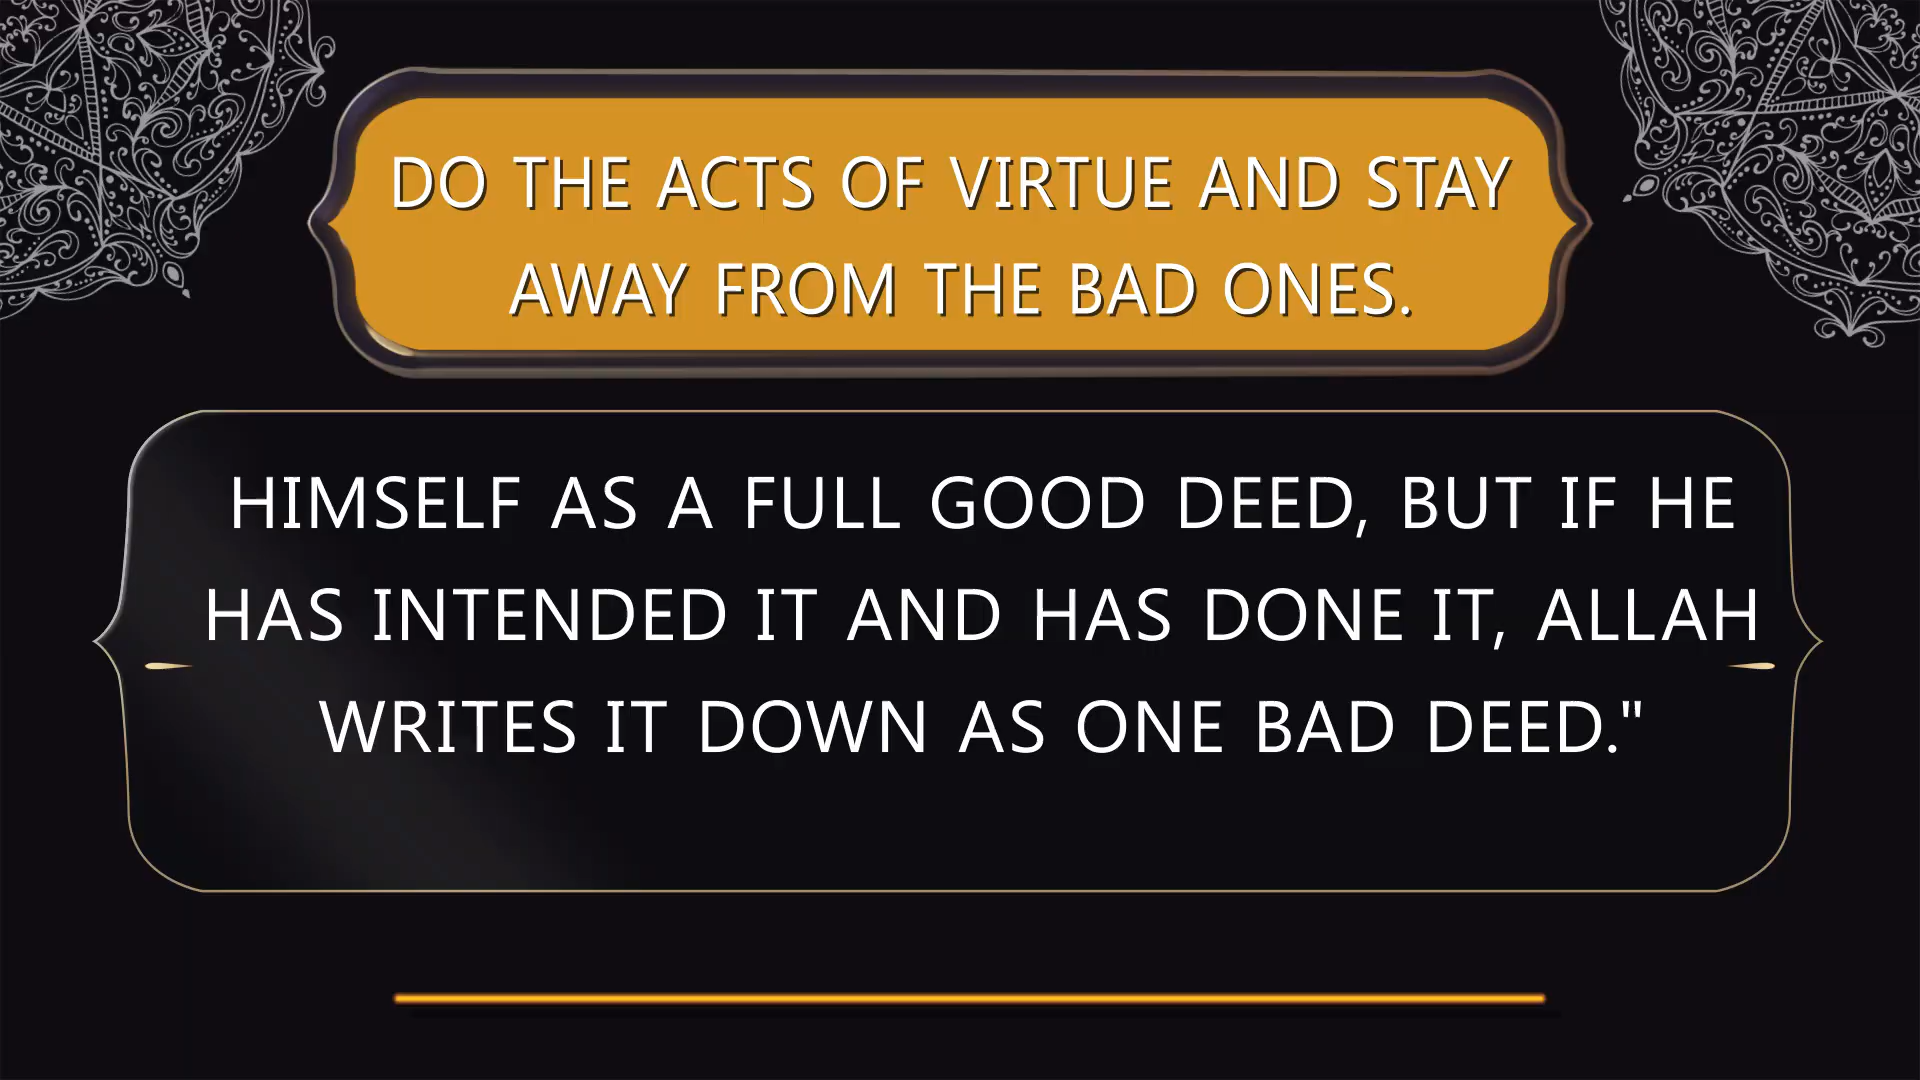 DO THE ACTS OF VIRTUE AND STAY
AWAY FROM THE BAD ONES.
HIMSELF AS A FULL GOOD DEED, BUT IF HE
HAS INTENDED IT AND HAS DONE IT, ALLAH
WRITES IT DOWN AS ONE BAD DEED."